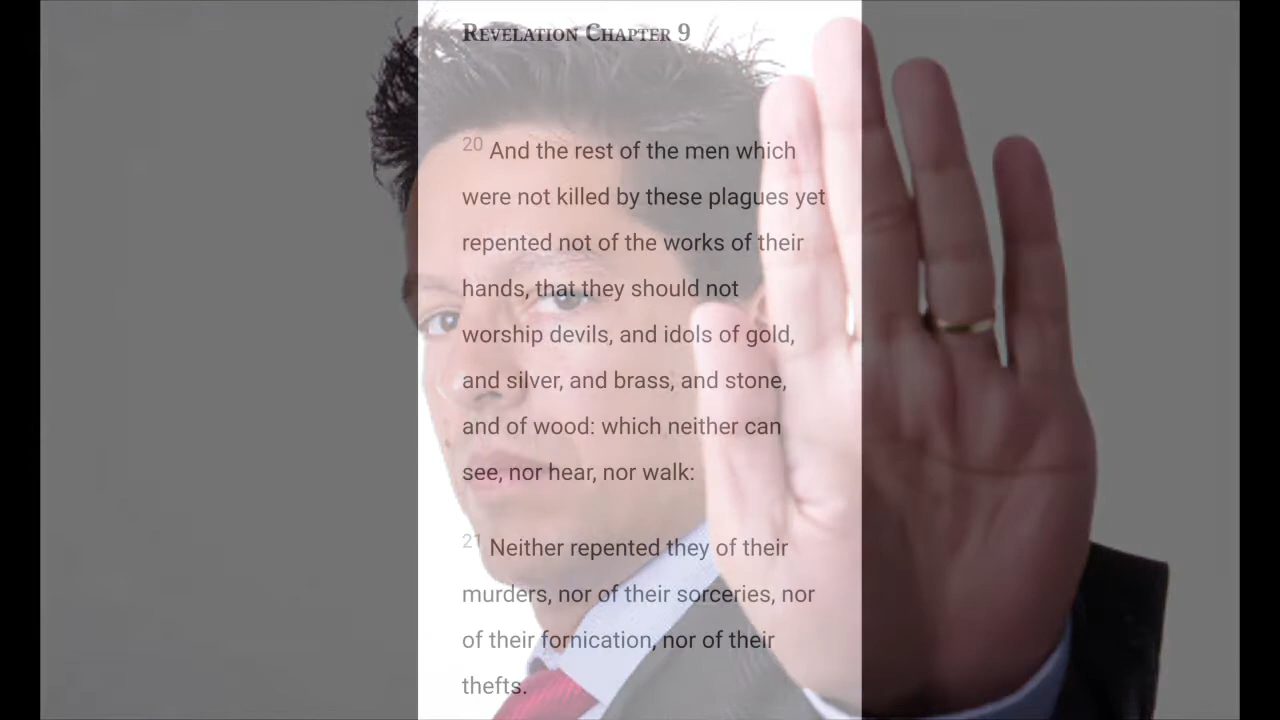 Revelation Chapter 9
20 And the rest of the men which
were not killed by these plagues yet
repented not of the works of their
hands, that they should not
worship devils, and idols of gold,
and silver, and brass, and stone,
and of wood: which neither can
see, nor hear, nor walk:
21 Neither repented they of their
murders, nor of their sorceries, nor
of their fornication, nor of their
thefts.